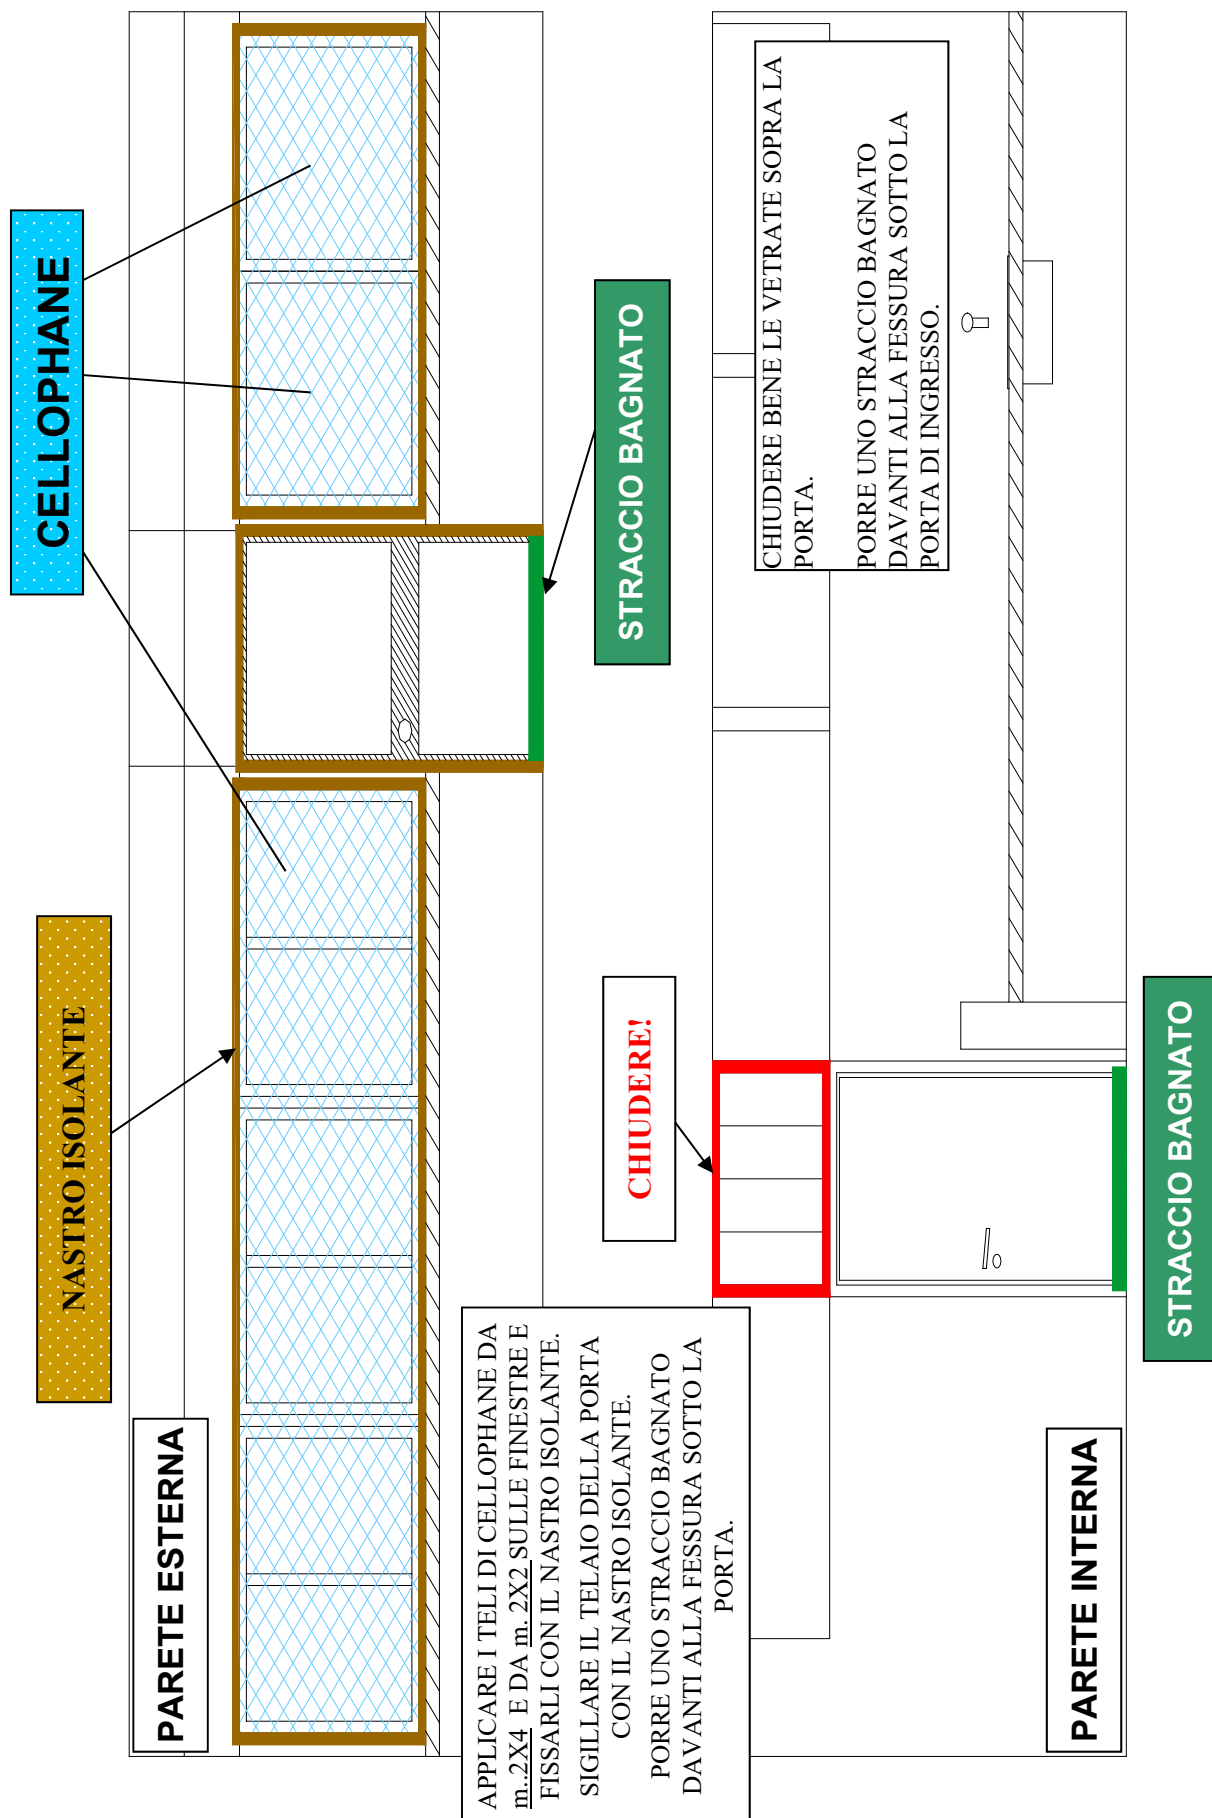 PARETE ESTERNA
NASTRO ISOLANTE
CELLOPHANE
STRACCIO BAGNATO
APPLICARE I TELI DI CELLOPHANE DA
m..2X4 E DA m. 2X2 SULLE FINESTRE E
FISSARLI CON IL NASTRO ISOLANTE.
SIGILLARE IL TELAIO DELLA PORTA
CON IL NASTRO ISOLANTE.
PORRE UNO STRACCIO BAGNATO
DAVANTI ALLA FESSURA SOTTO LA
PORTA.
CHIUDERE!
CHIUDERE BENE LE VETRATE SOPRA LA
PORTA.
PORRE UNO STRACCIO BAGNATO
DAVANTI ALLA FESSURA SOTTO LA
PORTA DI INGRESSO.
PARETE INTERNA
STRACCIO BAGNATO